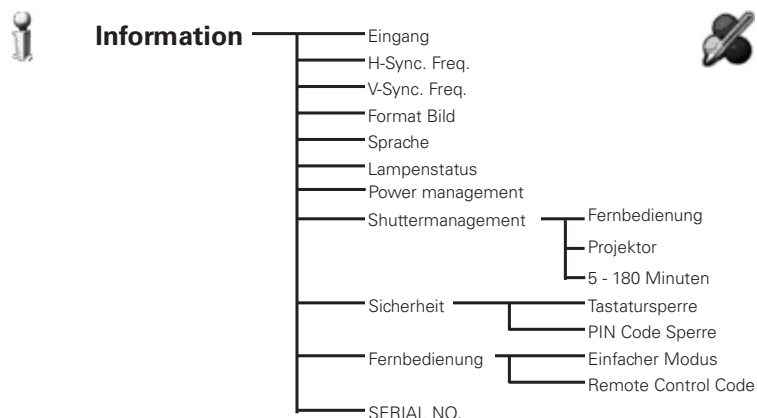 Information
Eingang
H-Sync. Freq.
V-Sync. Freq.
Format Bild
Sprache
Lampenstatus
Power management
Shuttermanagement
Fernbedienung
Projektor
5 - 180 Minuten
Sicherheit
Tastatursperre
PIN Code Sperre
Fernbedienung
Einfacher Modus
Remote Control Code
SERIAL NO.